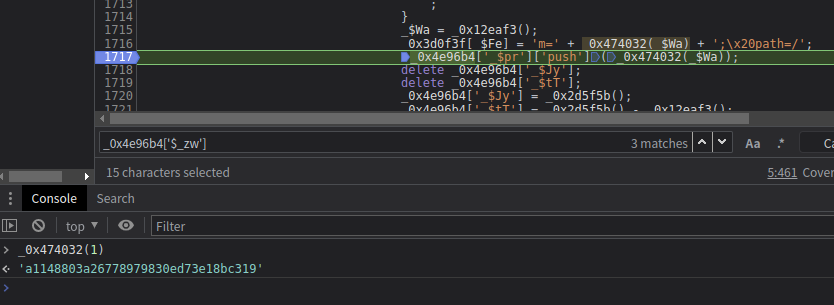 1713 ;
1714 }
1715 _$Wa = _0x12eaf3();
1716 _0x3d0f3f[_$Fe] = 'm=' + _0x474032(_$Wa) + ';\x20path=/';
1717 _0x4e96b4['_$pr']['push'](_0x474032(_$Wa));
1718 delete _0x4e96b4['_$Jy'];
1719 delete _0x4e96b4['_$tT'];
1720 _0x4e96b4['_$Jy'] = _0x2d5f5b();
1721 _0x4e96b4['_$tT'] = _0x2d5f5b() - _0x12eaf3();
_0x4e96b4['$_zw']
3 matches
Aa
.*
Ca
15 characters selected
5:461 Cover
Console Search
top
Filter
> _0x474032(1)
'a1148803a26778979830ed73e18bc319'
>